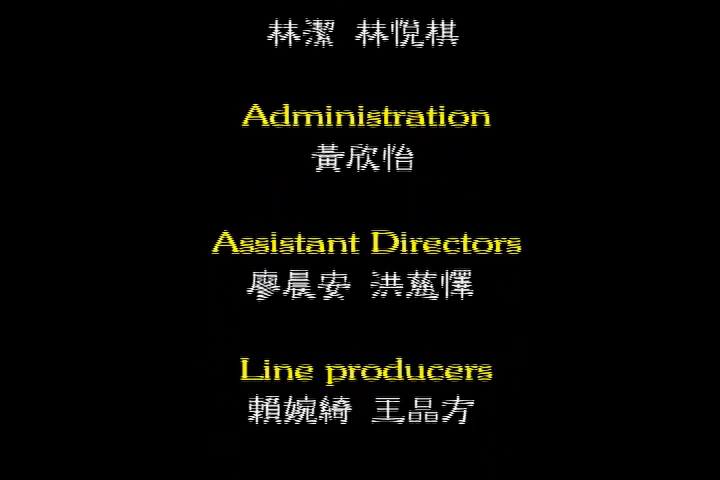 林潔 林悅棋
Administration
黃欣怡
Assistant Directors
廖晨安 洪蕙懌
Line producers
賴婉綺 王品方